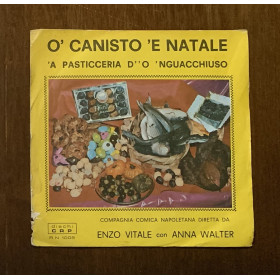 O' CANISTO 'E NATALE
'A PASTICCERIA D''O 'NGUACCHIUSO
COMPAGNIA COMICA NAPOLETANA DIRETTA DA
ENZO VITALE con ANNA WALTER